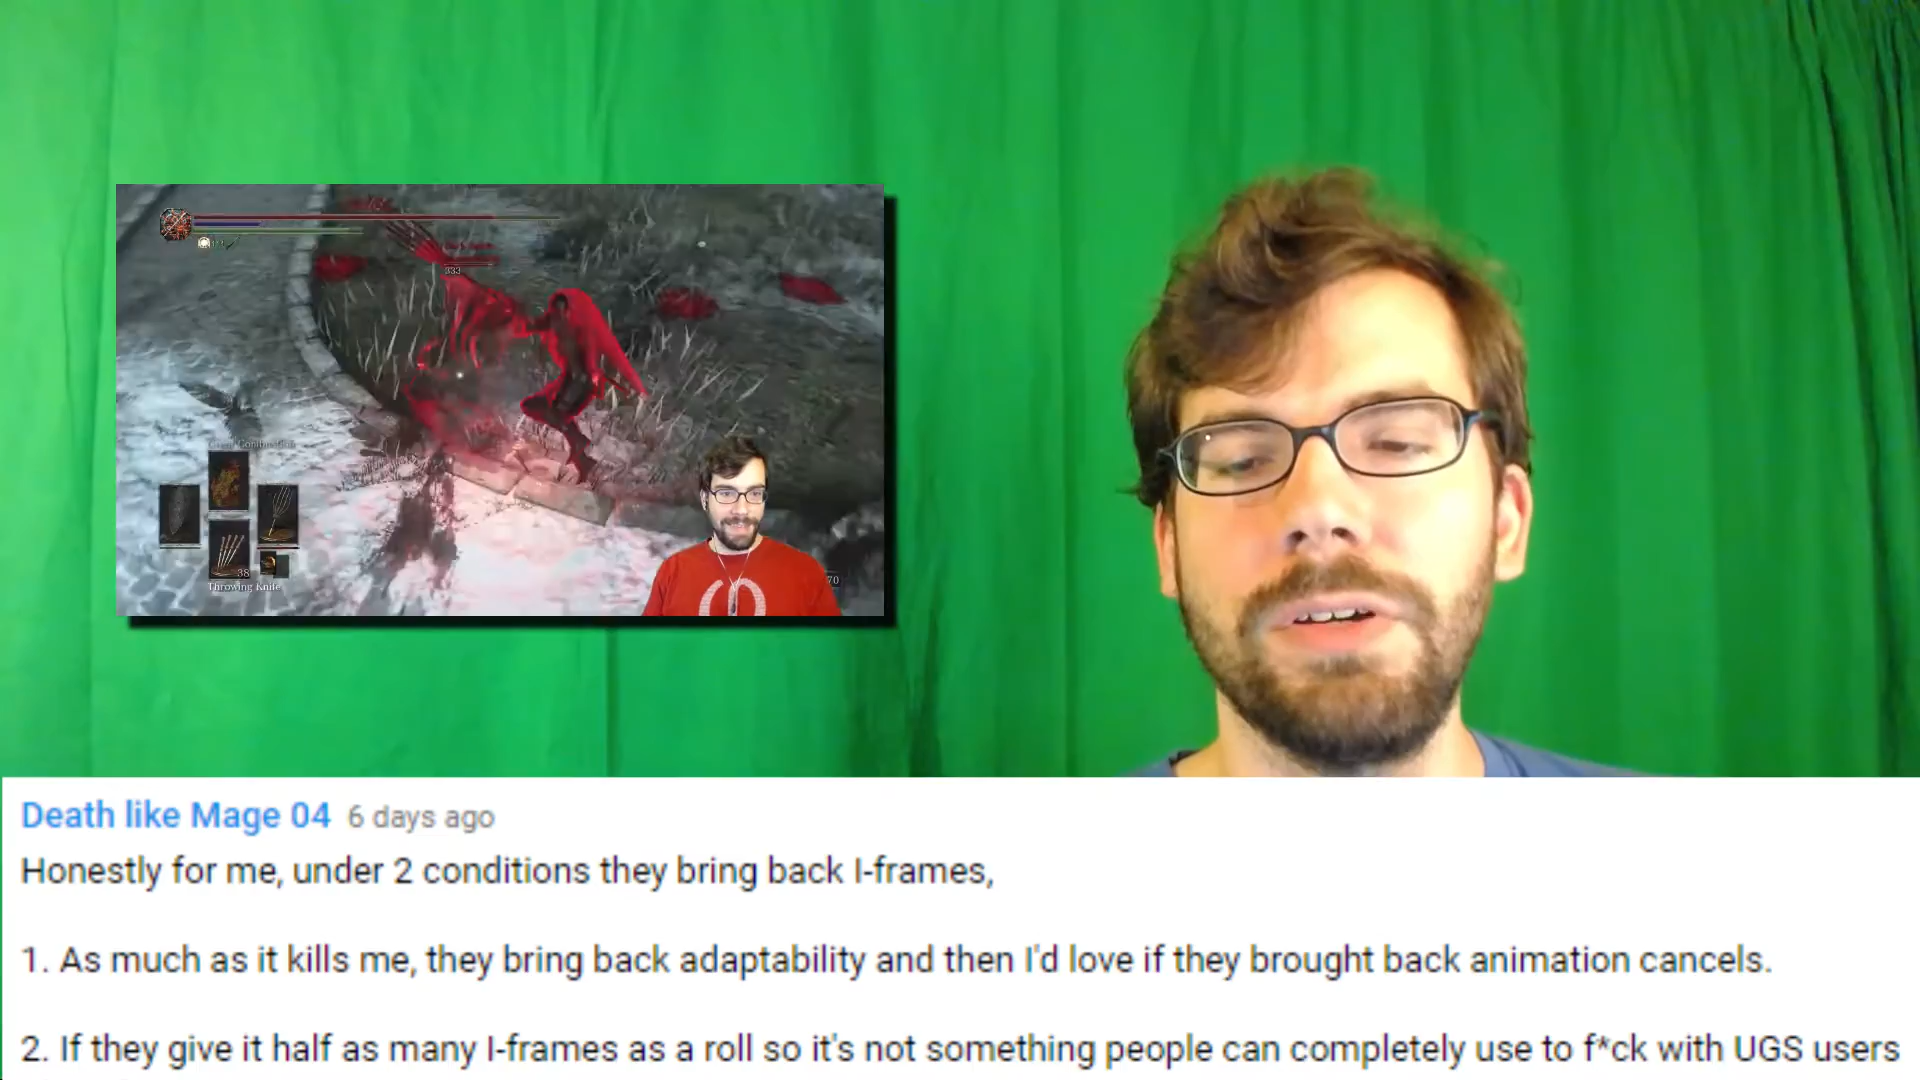 933
38
Throwing Knife
70
Death like Mage 04 6 days ago
Honestly for me, under 2 conditions they bring back I-frames,
1. As much as it kills me, they bring back adaptability and then I'd love if they brought back animation cancels.
2. If they give it half as many I-frames as a roll so it's not something people can completely use to f*ck with UGS users